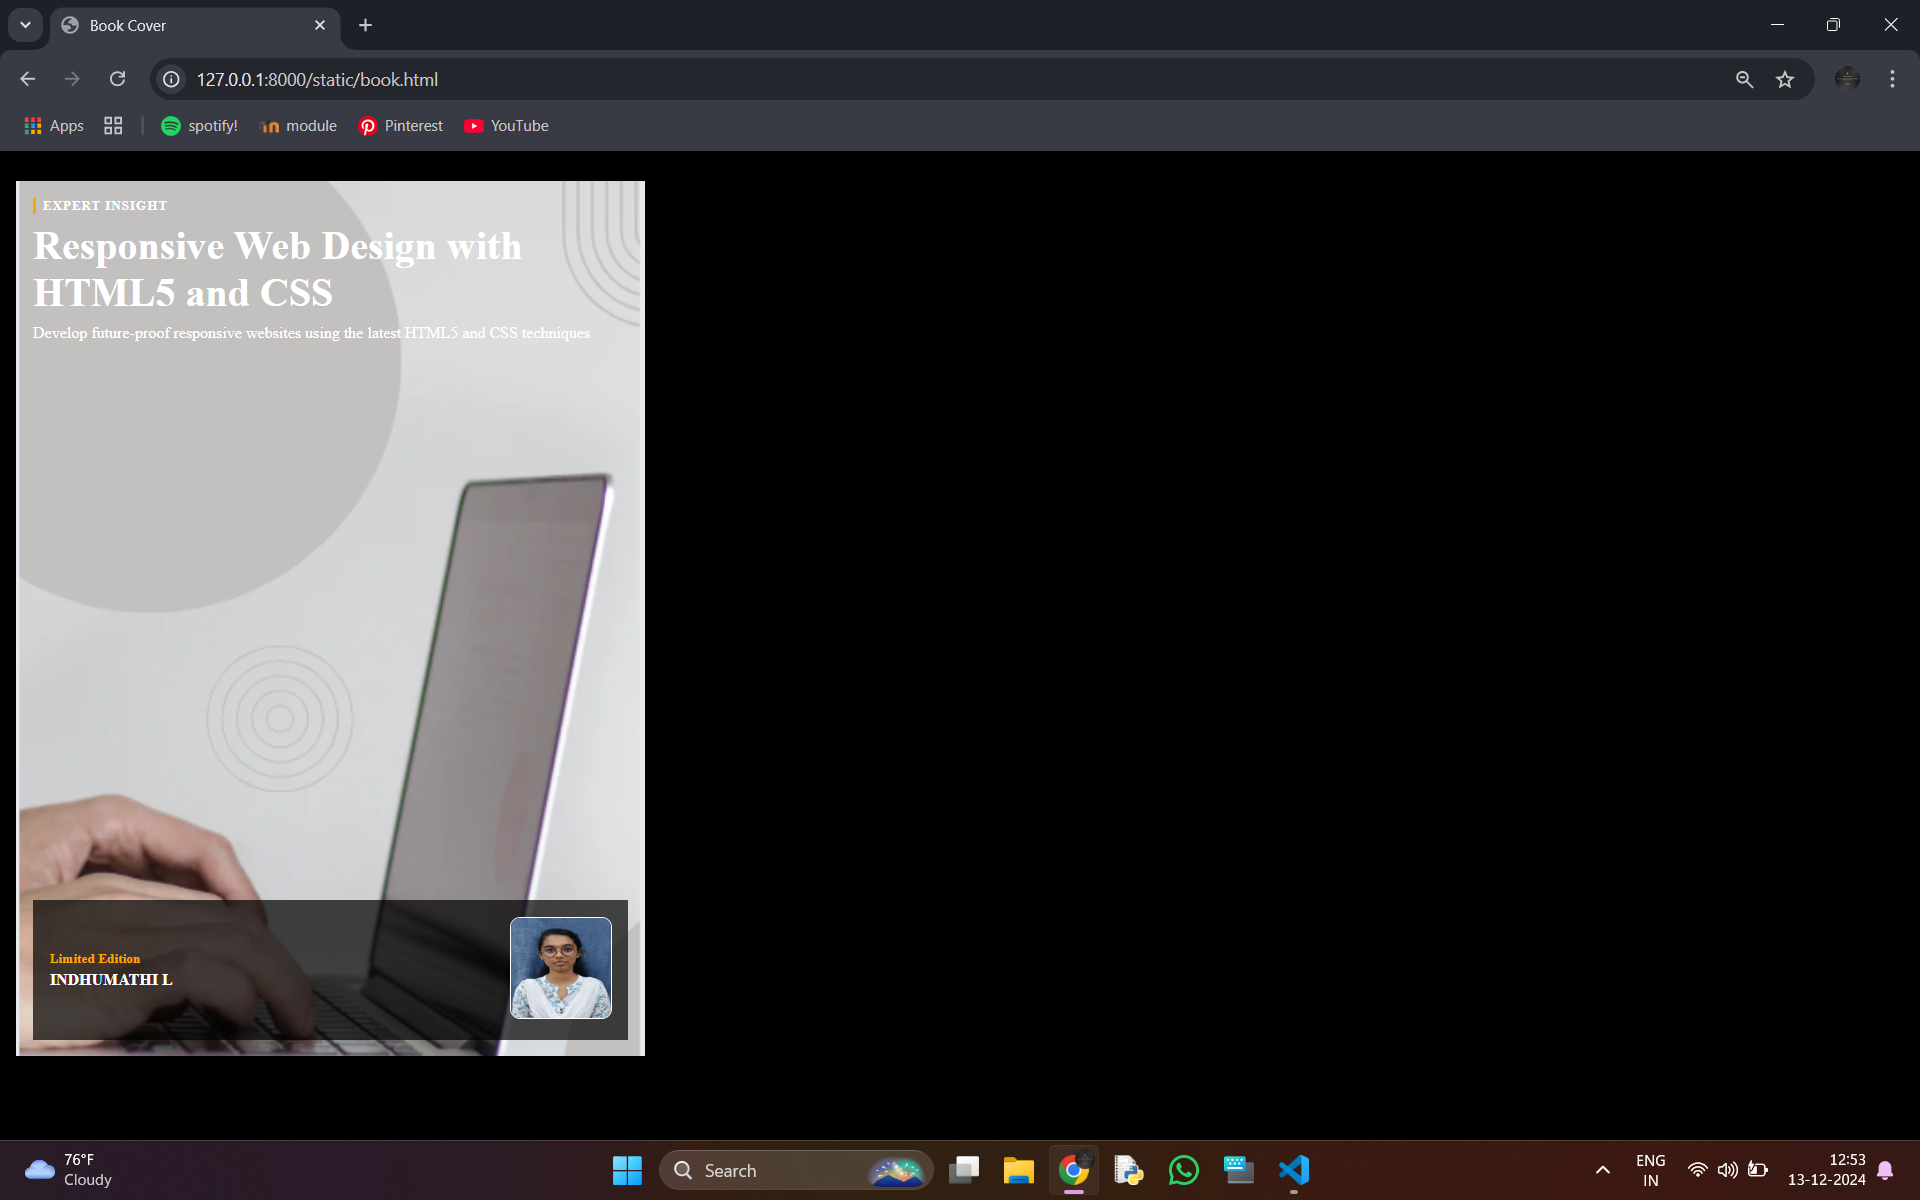 Book Cover
127.0.0.1:8000/static/book.html
Apps
spotify!
module
Pinterest
YouTube
EXPERT INSIGHT
Responsive Web Design with
HTML5 and CSS
Develop future-proof responsive websites using the latest HTML5 and CSS techniques
Limited Edition
INDHUMATHI L
76°F
Cloudy
Search
ENG
IN
12:53
13-12-2024